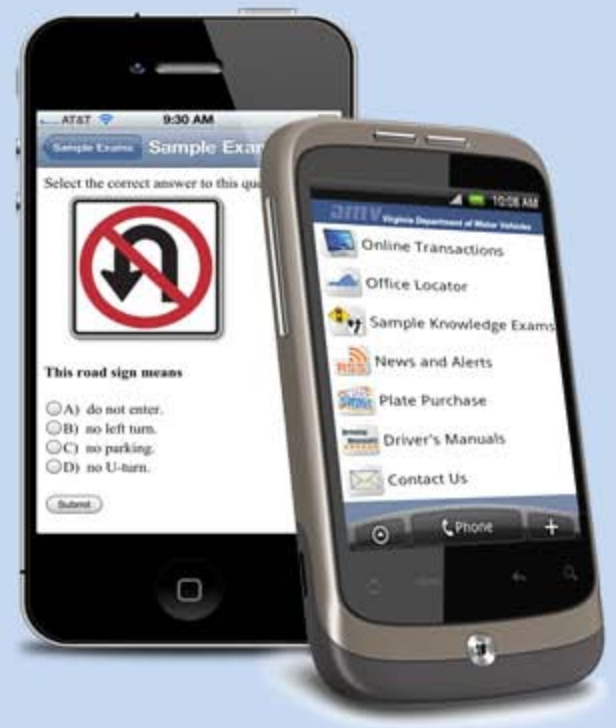 AT&T
9:30 AM
Sample Exams
Sample Exa
Select the correct answer to this qu
This road sign means
A) do not enter.
B) no left turn.
C) no parking.
D) no U-turn.
Submit
10:08 AM
dmv Virginia Department of Motor Vehicles
Online Transactions
Office Locator
Sample Knowledge Exams
RSS News and Alerts
Plate Purchase
Driver's Manuals
Contact Us
Phone
+